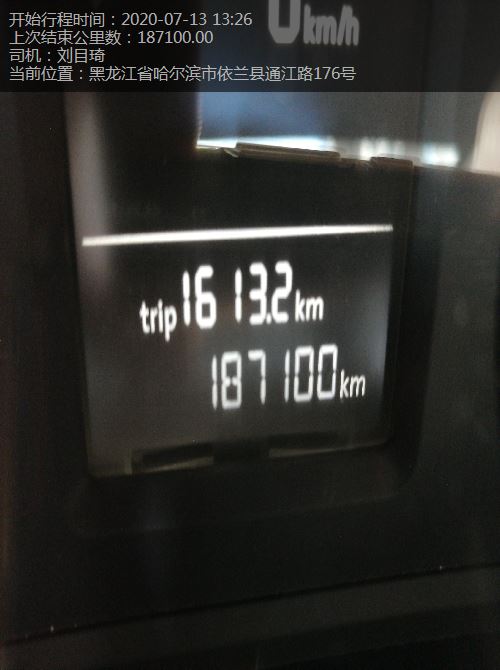 开始行程时间：2020-07-13 13:26
上次结束公里数：187100.00
司机：刘目琦
当前位置：黑龙江省哈尔滨市依兰县通江路176号
0 km/h
trip 1613.2 km
187100 km